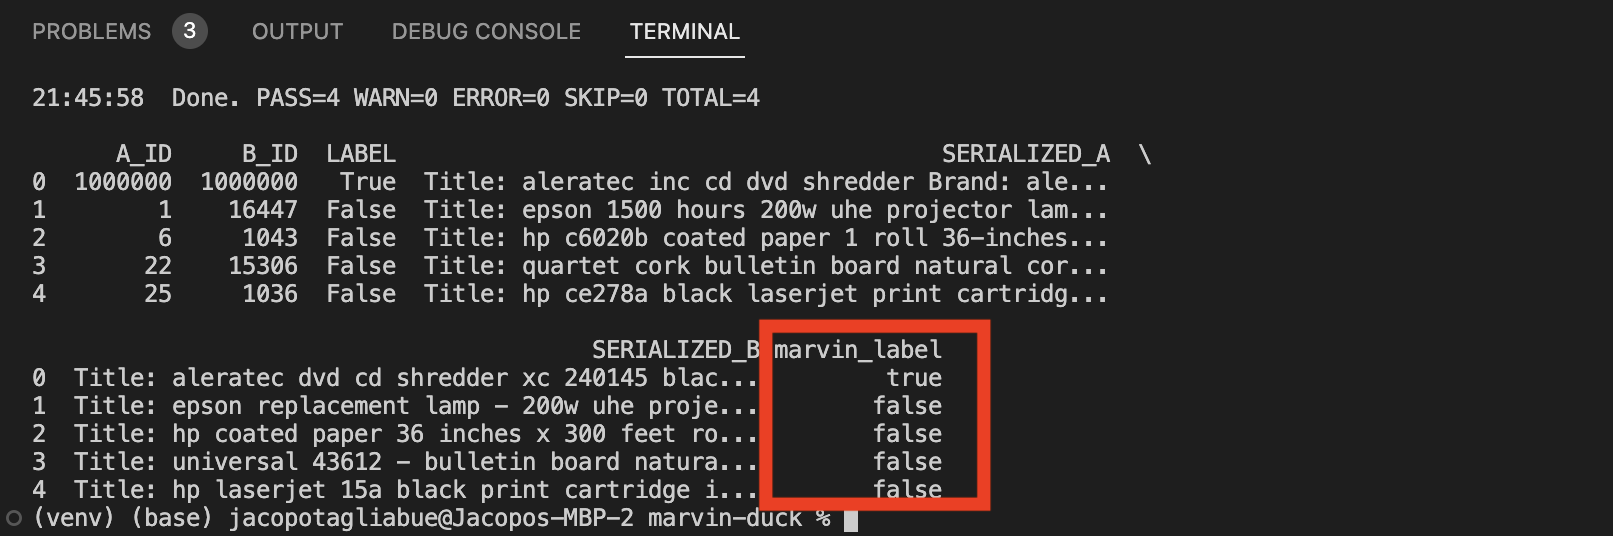 PROBLEMS 3 OUTPUT DEBUG CONSOLE TERMINAL
21:45:58 Done. PASS=4 WARN=0 ERROR=0 SKIP=0 TOTAL=4
A_ID B_ID LABEL SERIALIZED_A \
0 1000000 1000000 True Title: aleratec inc cd dvd shredder Brand: ale...
1 1 16447 False Title: epson 1500 hours 200w uhe projector lam...
2 6 1043 False Title: hp c6020b coated paper 1 roll 36-inches...
3 22 15306 False Title: quartet cork bulletin board natural cor...
4 25 1036 False Title: hp ce278a black laserjet print cartridg...
SERIALIZED_B marvin_label
0 Title: aleratec dvd cd shredder xc 240145 blac... true
1 Title: epson replacement lamp - 200w uhe proje... false
2 Title: hp coated paper 36 inches x 300 feet ro... false
3 Title: universal 43612 - bulletin board natura... false
4 Title: hp laserjet 15a black print cartridge i... false
(venv) (base) jacopotagliabue@Jacopos-MBP-2 marvin-duck %